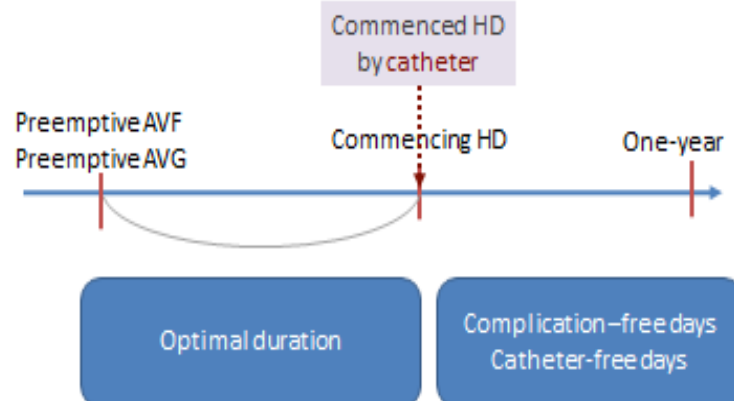 Commenced HD
by catheter
Preemptive AVF
Preemptive AVG
Commencing HD
One-year
Optimal duration
Complication–free days
Catheter-free days